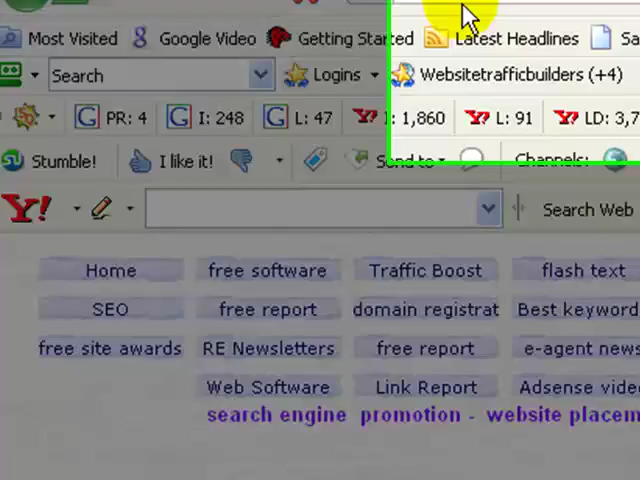 Most Visited Google Video Getting Started Latest Headlines Sa
Search Logins Websitetrafficbuilders (+4)
PR: 4 I: 248 L: 47 Y! I: 1,860 Y! L: 91 Y! LD: 3,7
Stumble! I like it! Send to Channels:
Y! Search Web
Home free software Traffic Boost flash text
SEO free report domain registrat Best keyword
free site awards RE Newsletters free report e-agent news
Web Software Link Report Adsense vide
search engine promotion - website placem